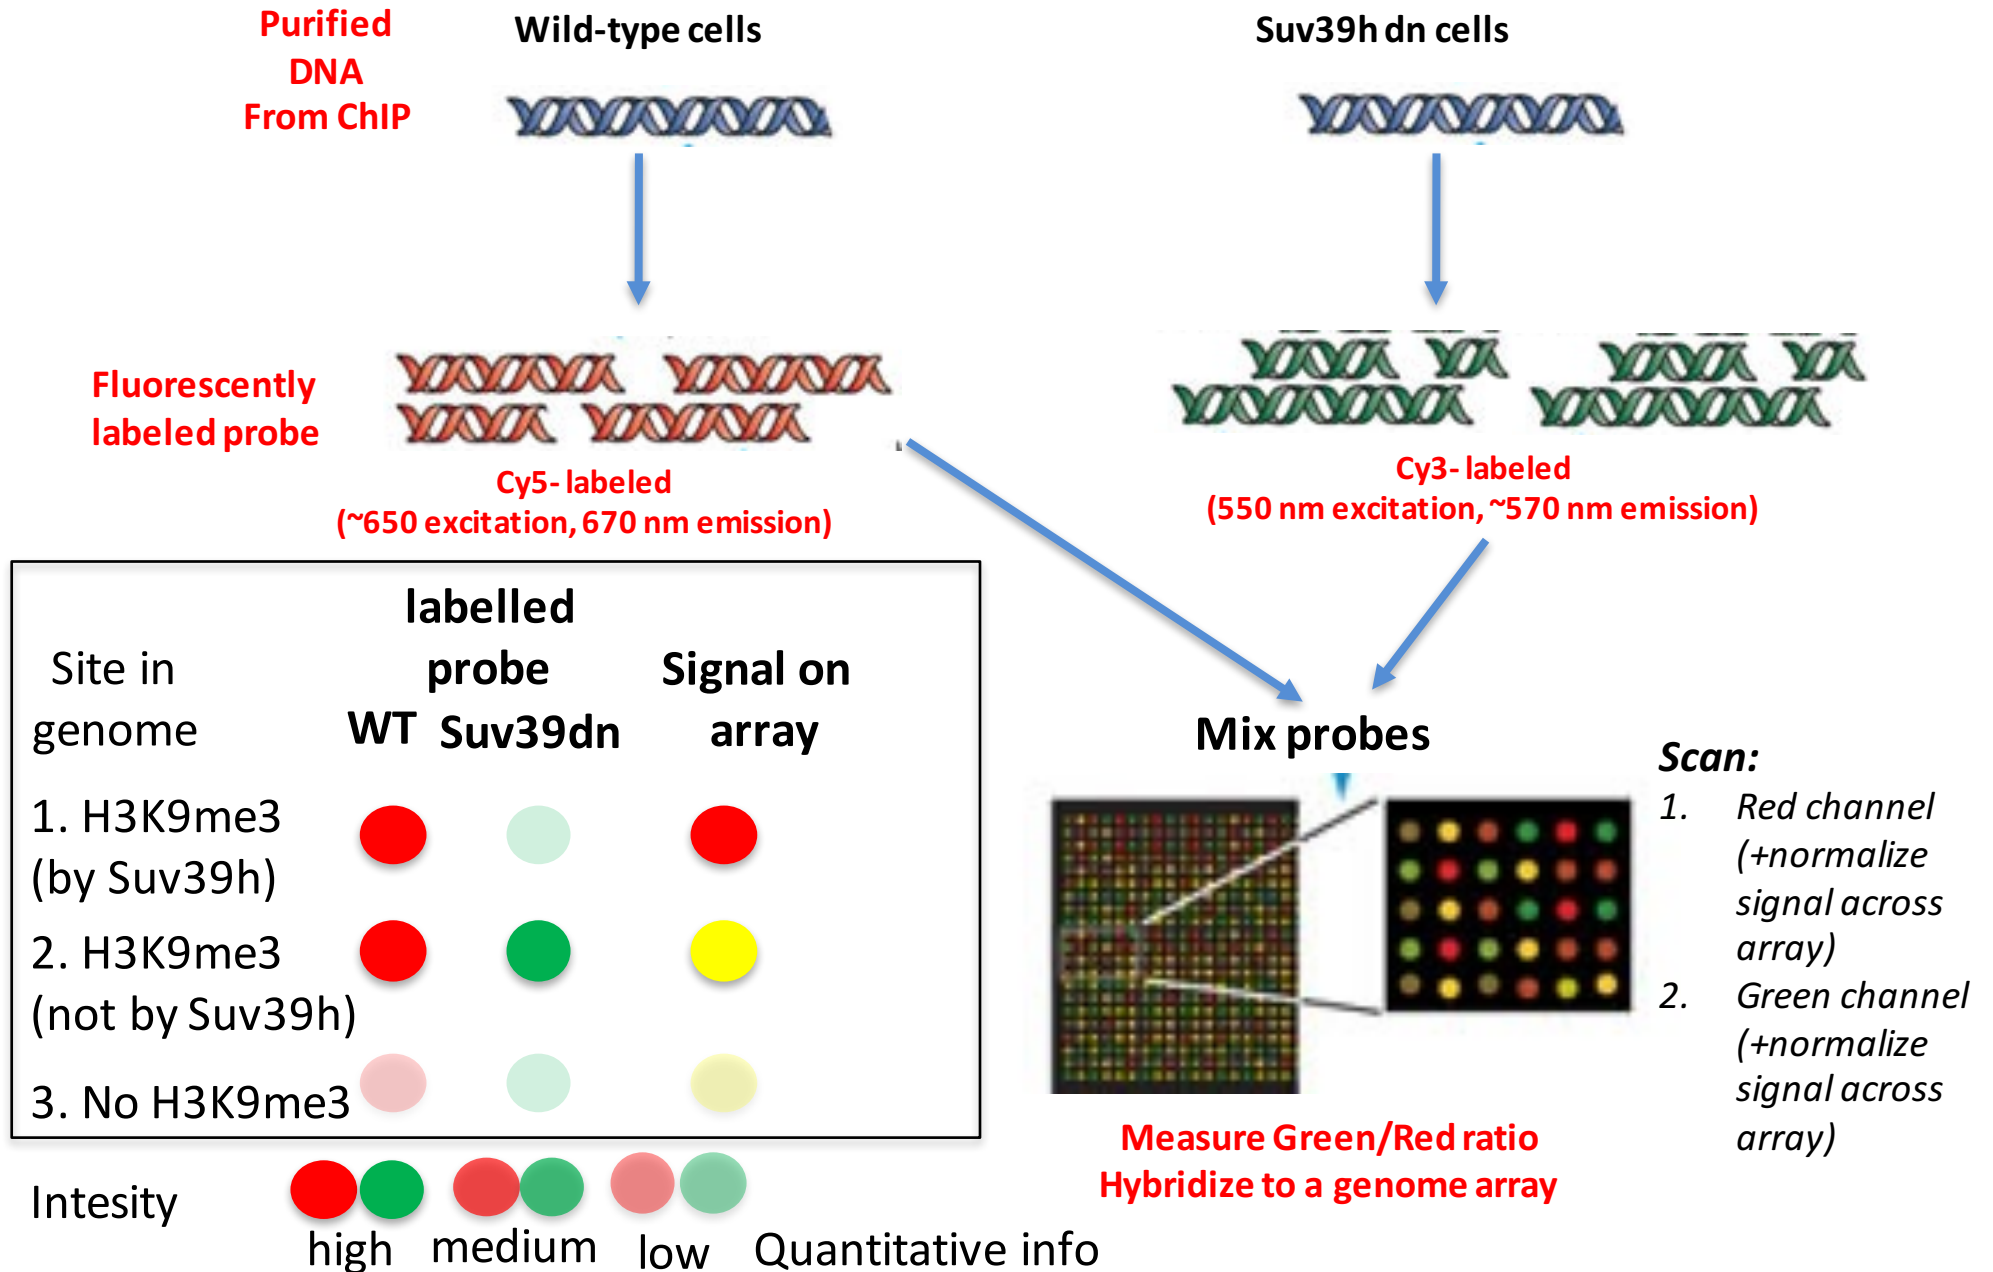 Purified
DNA
From ChIP
Wild-type cells
Suv39h dn cells
Fluorescently
labeled probe
Cy5- labeled
(~650 excitation, 670 nm emission)
Cy3- labeled
(550 nm excitation, ~570 nm emission)
labelled
probe
Site in
genome
WT Suv39dn
Signal on
array
1. H3K9me3
(by Suv39h)
2. H3K9me3
(not by Suv39h)
3. No H3K9me3
Intesity
high medium low Quantitative info
Mix probes
Measure Green/Red ratio
Hybridize to a genome array
Scan:
1. Red channel
(+normalize
signal across
array)
2. Green channel
(+normalize
signal across
array)